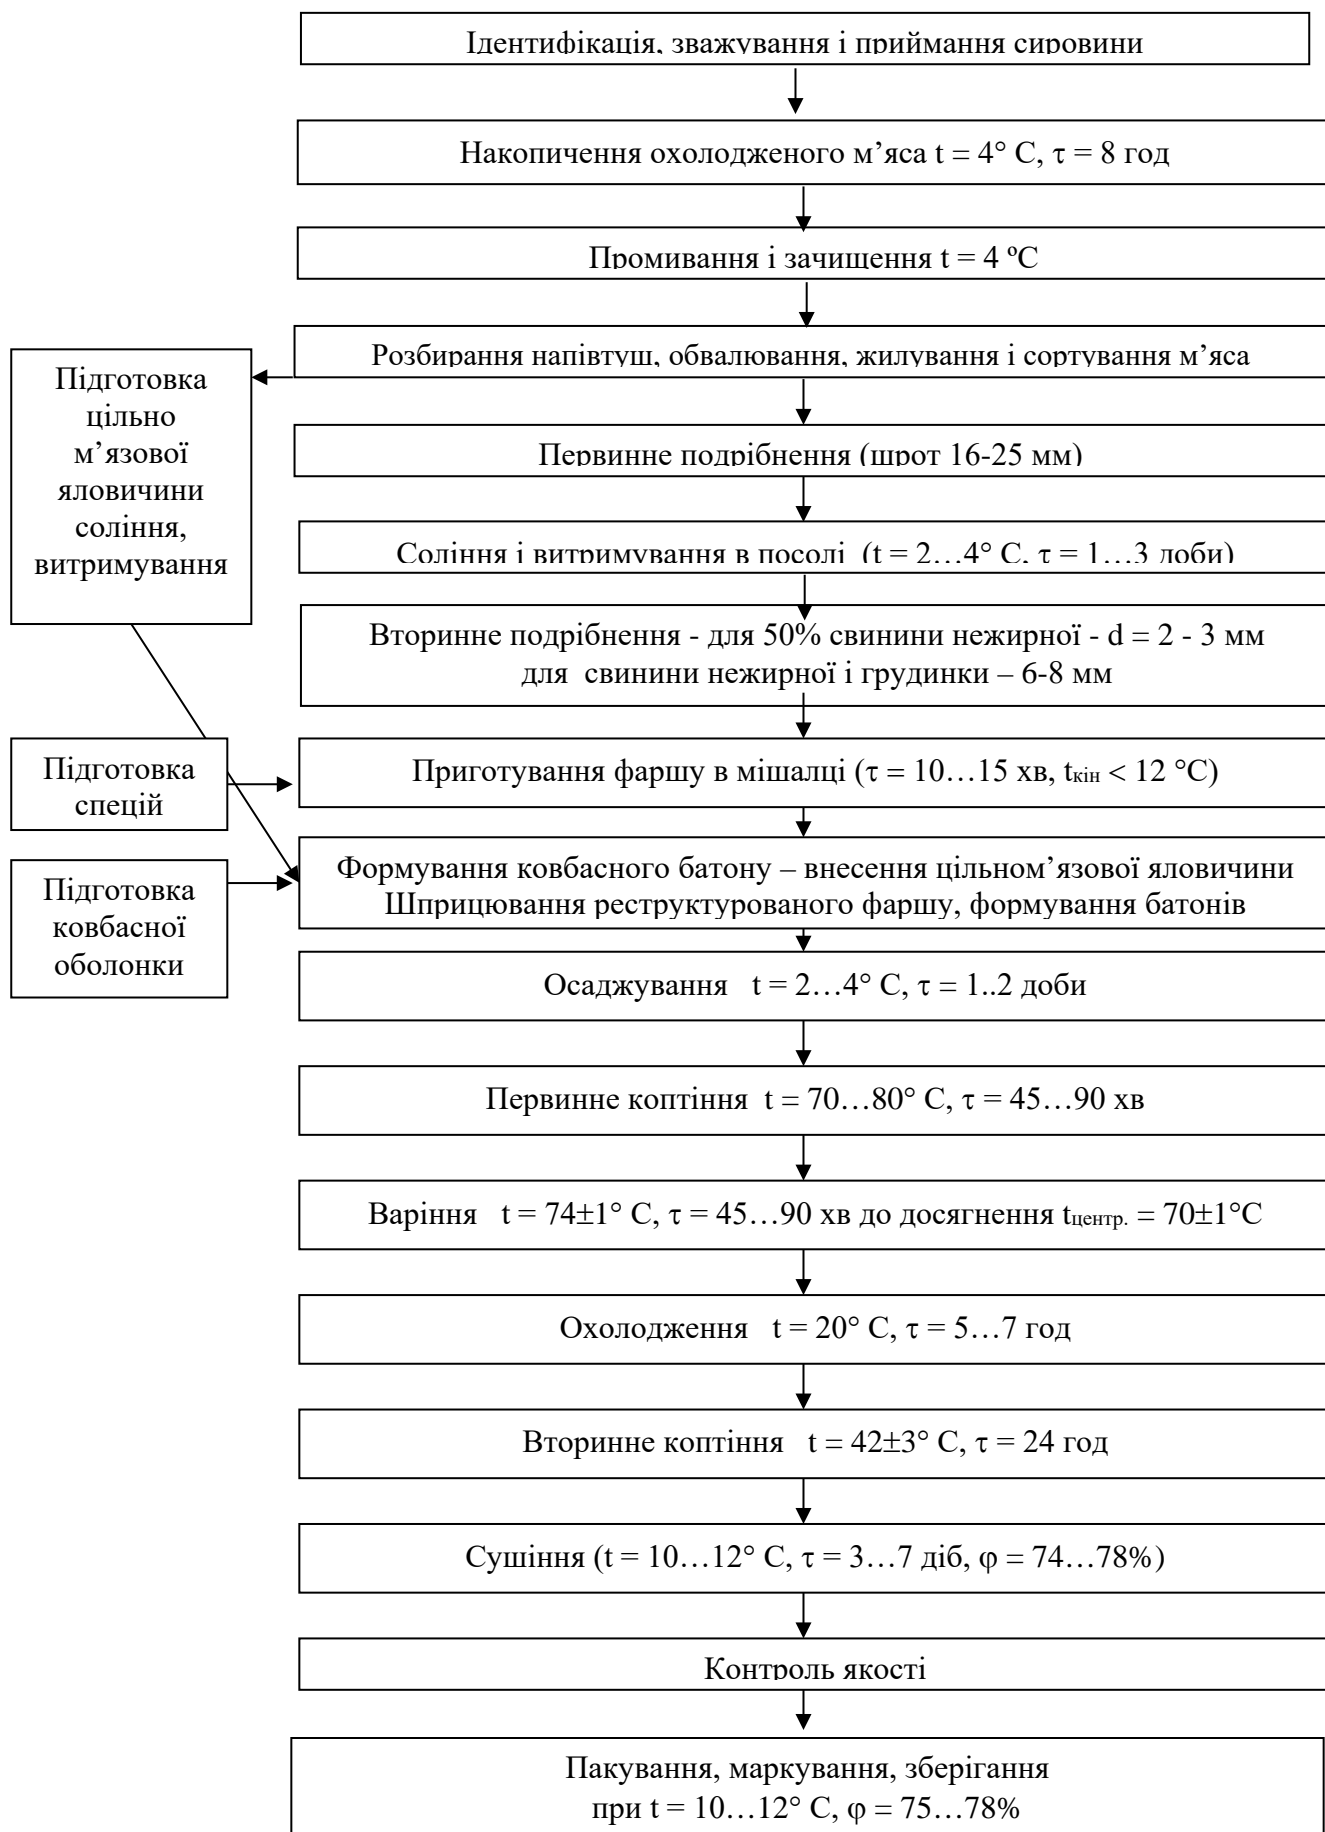 Ідентифікація, зважування і приймання сировини
Накопичення охолодженого м’яса t = 4° С, τ = 8 год
Промивання і зачищення t = 4 ºС
Розбирання напівтуш, обвалювання, жилування і сортування м’яса
Підготовка
цільно
м’язової
яловичини
соління,
витримування
Первинне подрібнення (шрот 16-25 мм)
Соління і витримування в посолі (t = 2…4° С, τ = 1…3 доби)
Вторинне подрібнення - для 50% свинини нежирної - d = 2 - 3 мм
для свинини нежирної і грудинки – 6-8 мм
Підготовка
спецій
Приготування фаршу в мішалці (τ = 10…15 хв, tкін < 12 °С)
Підготовка
ковбасної
оболонки
Формування ковбасного батону – внесення цільном’язової яловичини
Шприцювання реструктурованого фаршу, формування батонів
Осаджування t = 2…4° С, τ = 1..2 доби
Первинне коптіння t = 70…80° С, τ = 45…90 хв
Варіння t = 74±1° С, τ = 45…90 хв до досягнення tцентр. = 70±1°С
Охолодження t = 20° С, τ = 5…7 год
Вторинне коптіння t = 42±3° С, τ = 24 год
Сушіння (t = 10…12° С, τ = 3…7 діб, φ = 74…78%)
Контроль якості
Пакування, маркування, зберігання
при t = 10…12° С, φ = 75…78%